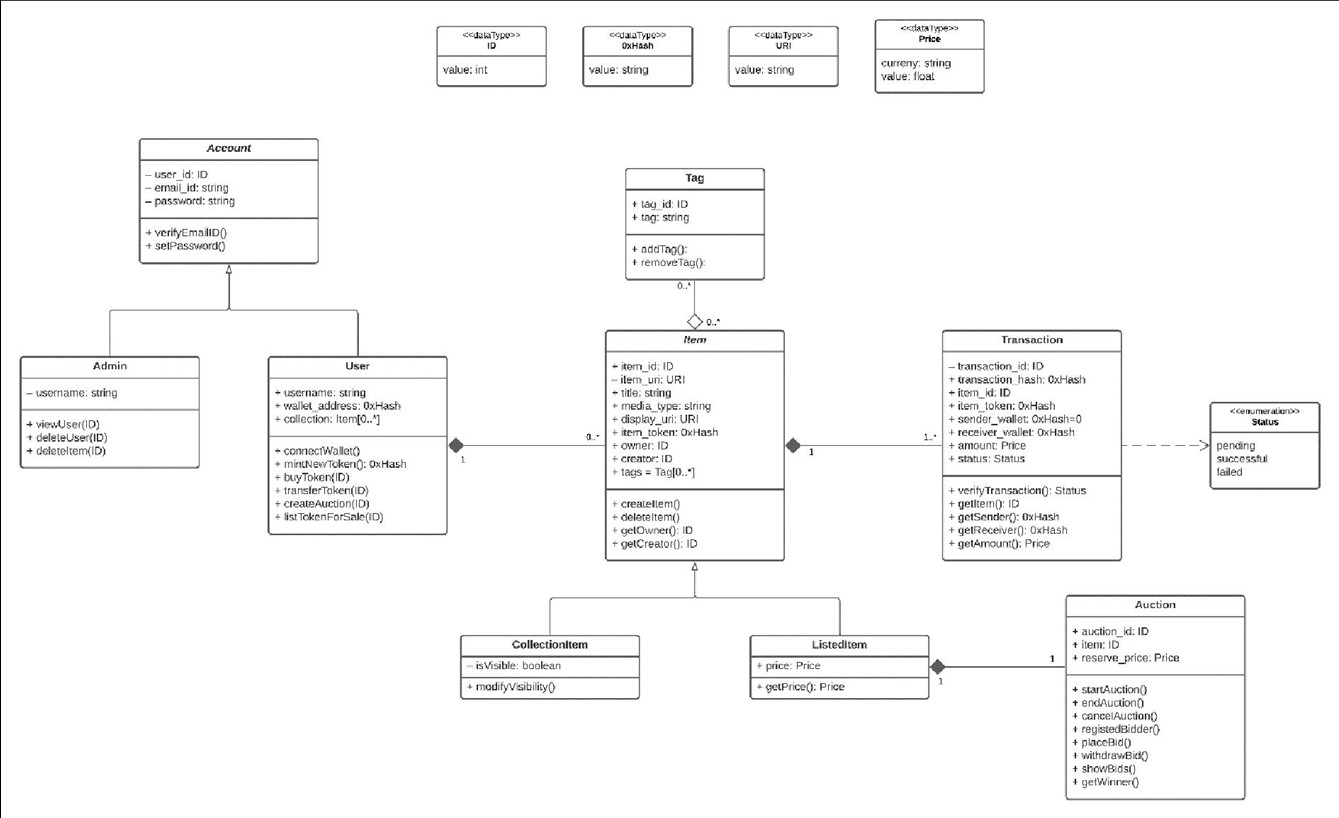 <<dataType>>
ID
value: int
<<dataType>>
0xHash
value: string
<<dataType>>
URI
value: string
<<dataType>>
Price
curreny: string
value: float
Account
– user_id: ID
– email_id: string
– password: string
+ verifyEmailID()
+ setPassword()
Tag
+ tag_id: ID
+ tag: string
+ addTag():
+ removeTag():
0..*
0..*
Admin
– username: string
+ viewUser(ID)
+ deleteUser(ID)
+ deleteItem(ID)
User
+ username: string
+ wallet_address: 0xHash
+ collection: Item[0..*]
+ connectWallet()
+ mintNewToken(): 0xHash
+ buyToken(ID)
+ transferToken(ID)
+ createAuction(ID)
+ listTokenForSale(ID)
1
0..*
Item
+ item_id: ID
– item_uri: URI
+ title: string
+ media_type: string
+ display_uri: URI
+ item_token: 0xHash
+ owner: ID
+ creator: ID
+ tags = Tag[0..*]
+ createItem()
+ deleteItem()
+ getOwner(): ID
+ getCreator(): ID
1
1..*
Transaction
– transaction_id: ID
+ transaction_hash: 0xHash
+ item_id: ID
+ item_token: 0xHash
+ sender_wallet: 0xHash=0
+ receiver_wallet: 0xHash
+ amount: Price
+ status: Status
+ verifyTransaction(): Status
+ getItem(): ID
+ getSender(): 0xHash
+ getReceiver(): 0xHash
+ getAmount(): Price
<<enumeration>>
Status
pending
successful
failed
CollectionItem
– isVisible: boolean
+ modifyVisibility()
ListedItem
+ price: Price
+ getPrice(): Price
1
1
Auction
+ auction_id: ID
+ item: ID
+ reserve_price: Price
+ startAuction()
+ endAuction()
+ cancelAuction()
+ registedBidder()
+ placeBid()
+ withdrawBid()
+ showBids()
+ getWinner()